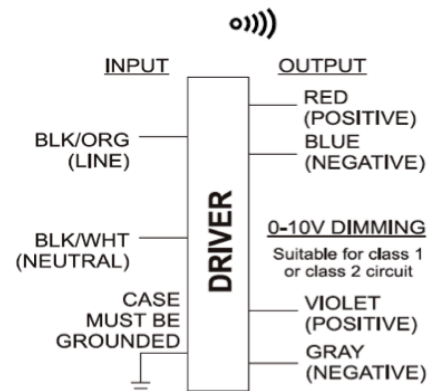 INPUT
BLK/ORG
(LINE)
BLK/WHT
(NEUTRAL)
CASE
MUST BE
GROUNDED
DRIVER
OUTPUT
RED
(POSITIVE)
BLUE
(NEGATIVE)
0-10V DIMMING
Suitable for class 1
or class 2 circuit
VIOLET
(POSITIVE)
GRAY
(NEGATIVE)